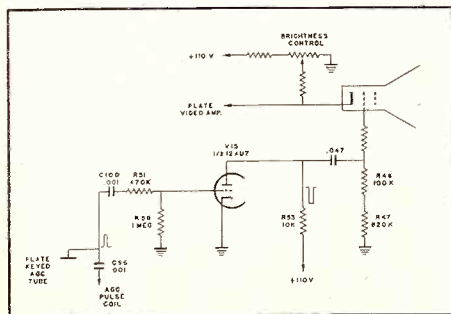 BRIGHTNESS
CONTROL
+110 V
PLATE
VIDEO AMP.
V15
1/2 12AU7
.047
C100
.001
R51
470K
R50
1 MEG
R46
100K
R53
10K
R47
820K
PLATE
KEYED
AGC
TUBE
C56
.001
AGC
PULSE
COIL
+110V